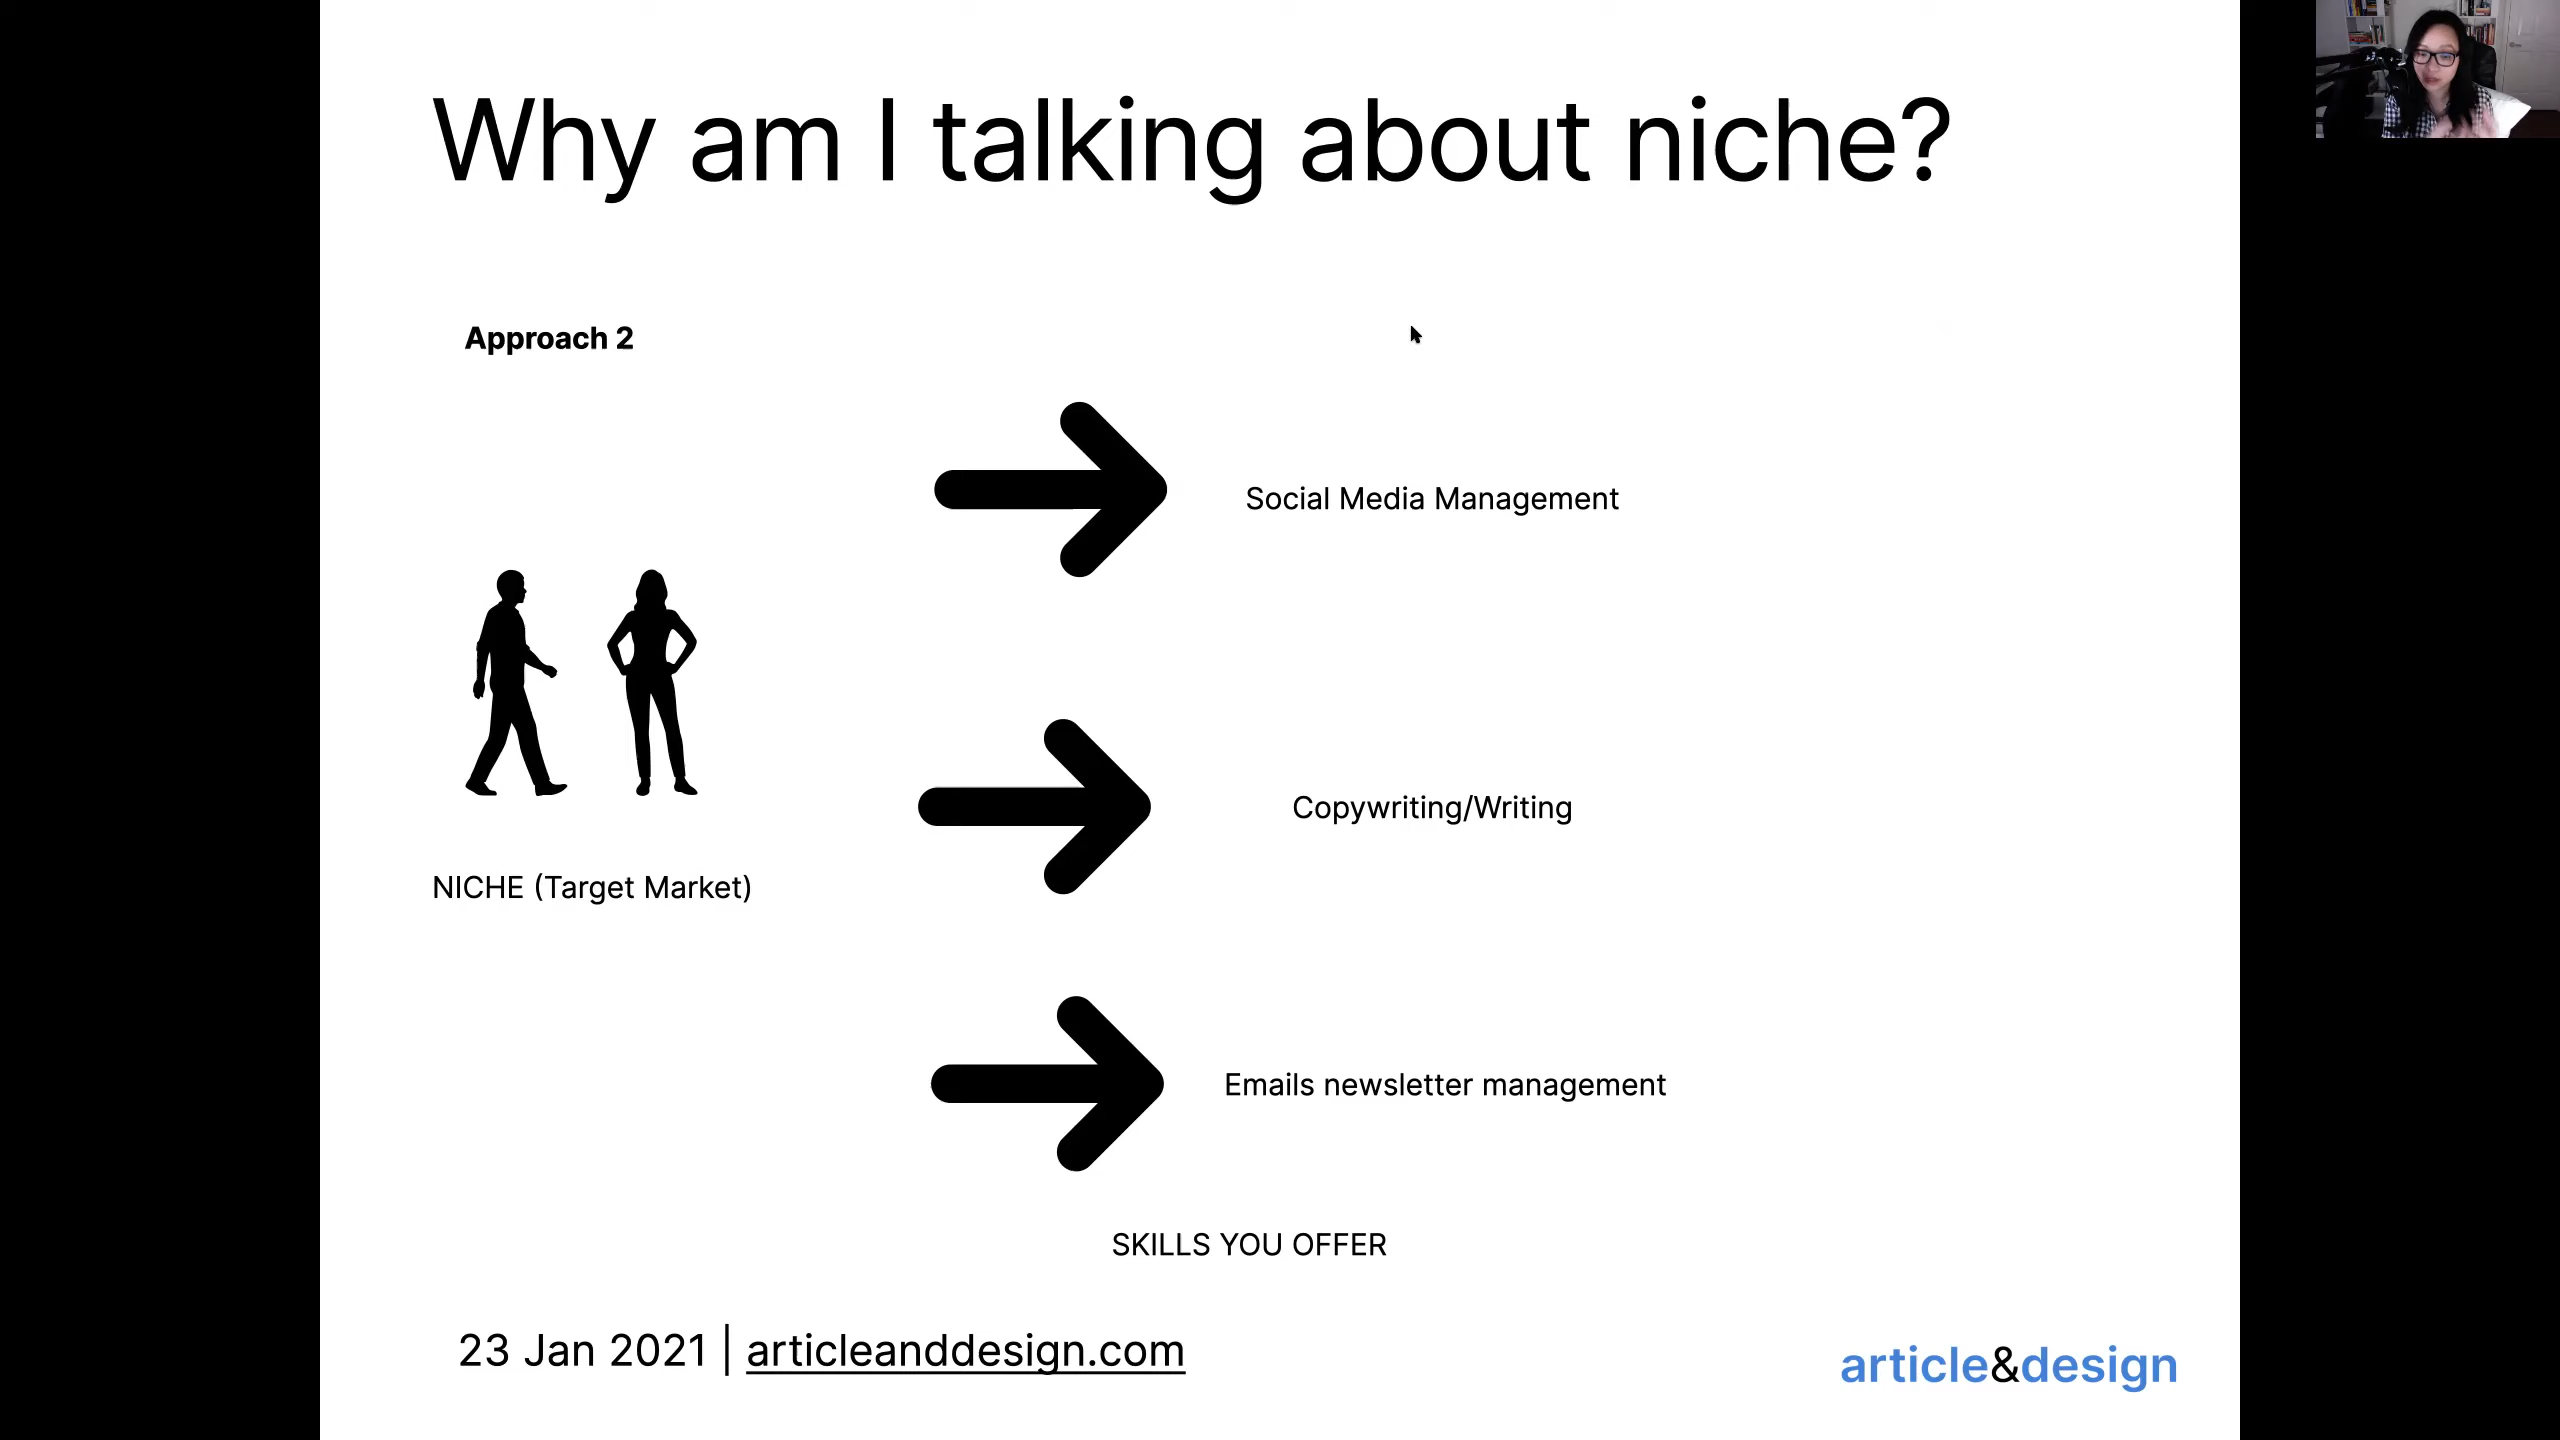 Why am I talking about niche?
Approach 2
Social Media Management
Copywriting/Writing
NICHE (Target Market)
Emails newsletter management
SKILLS YOU OFFER
23 Jan 2021 | articleanddesign.com
article&design